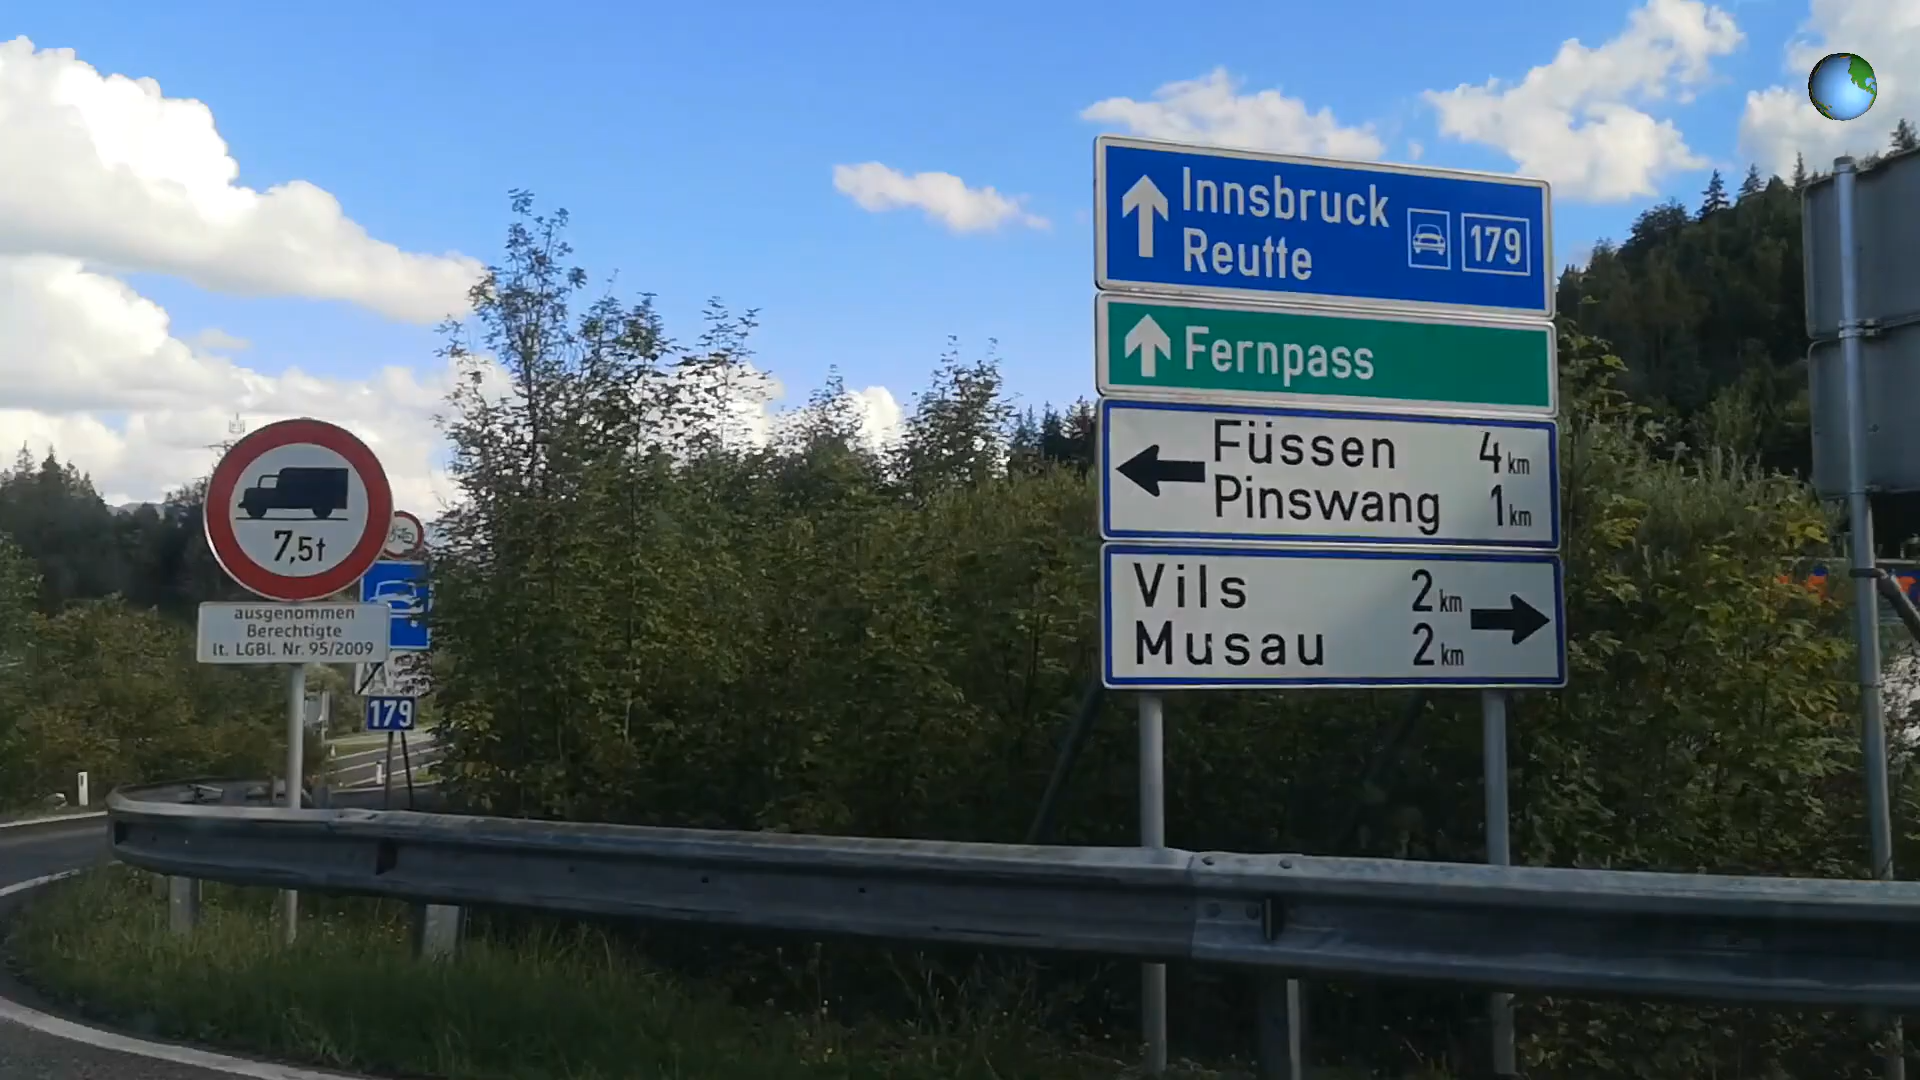 Innsbruck
Reutte
179
Fernpass
Füssen 4 km
Pinswang 1 km
Vils 2 km
Musau 2 km
7,5t
ausgenommen
Berechtigte
lt. LGBl. Nr. 95/2009
179